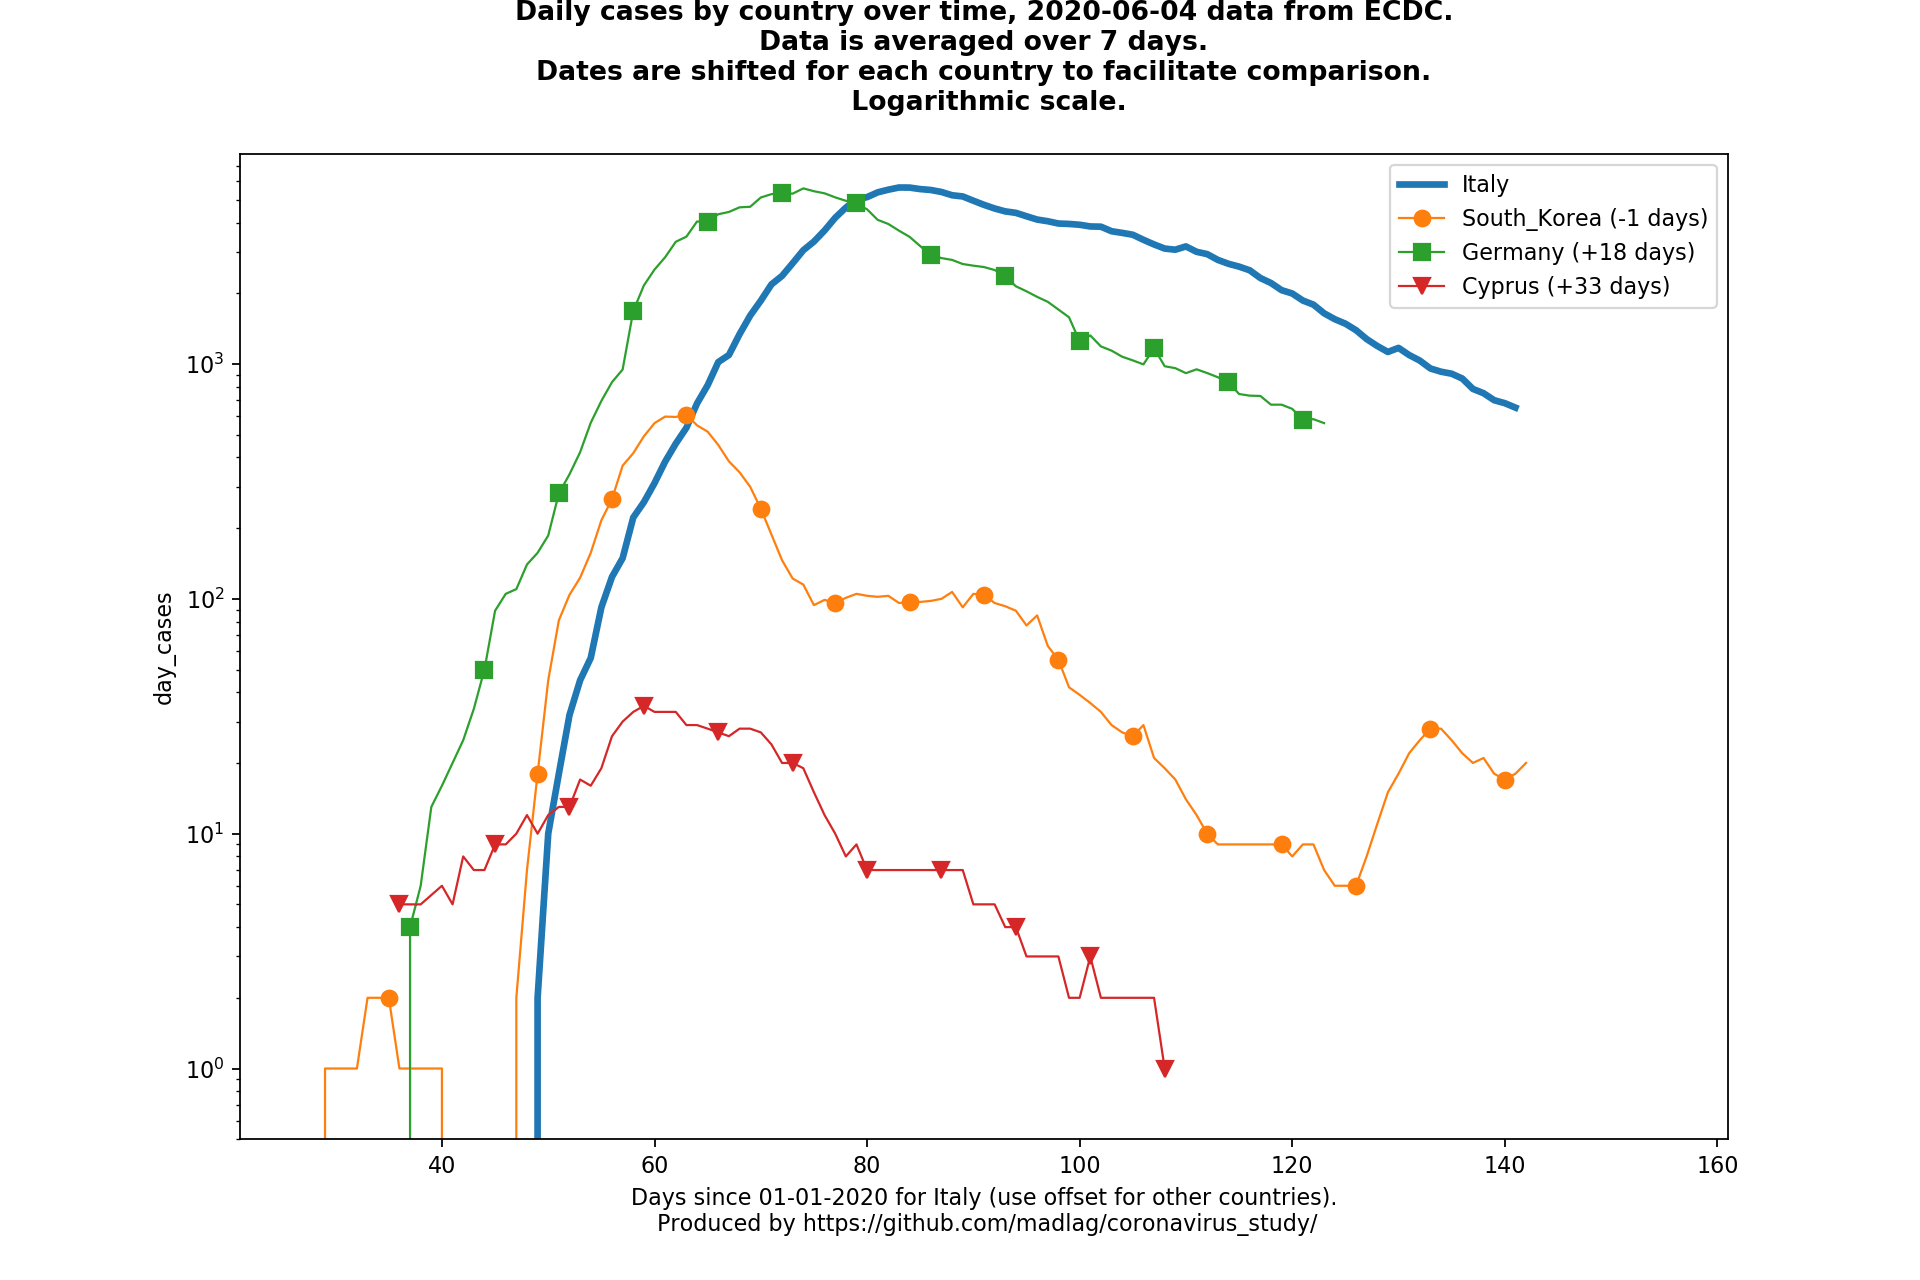 Daily cases by country over time, 2020-06-04 data from ECDC.
Data is averaged over 7 days.
Dates are shifted for each country to facilitate comparison.
Logarithmic scale.
Italy
South_Korea (-1 days)
Germany (+18 days)
Cyprus (+33 days)
day_cases
10³
10²
10¹
10⁰
40 60 80 100 120 140 160
Days since 01-01-2020 for Italy (use offset for other countries).
Produced by https://github.com/madlag/coronavirus_study/